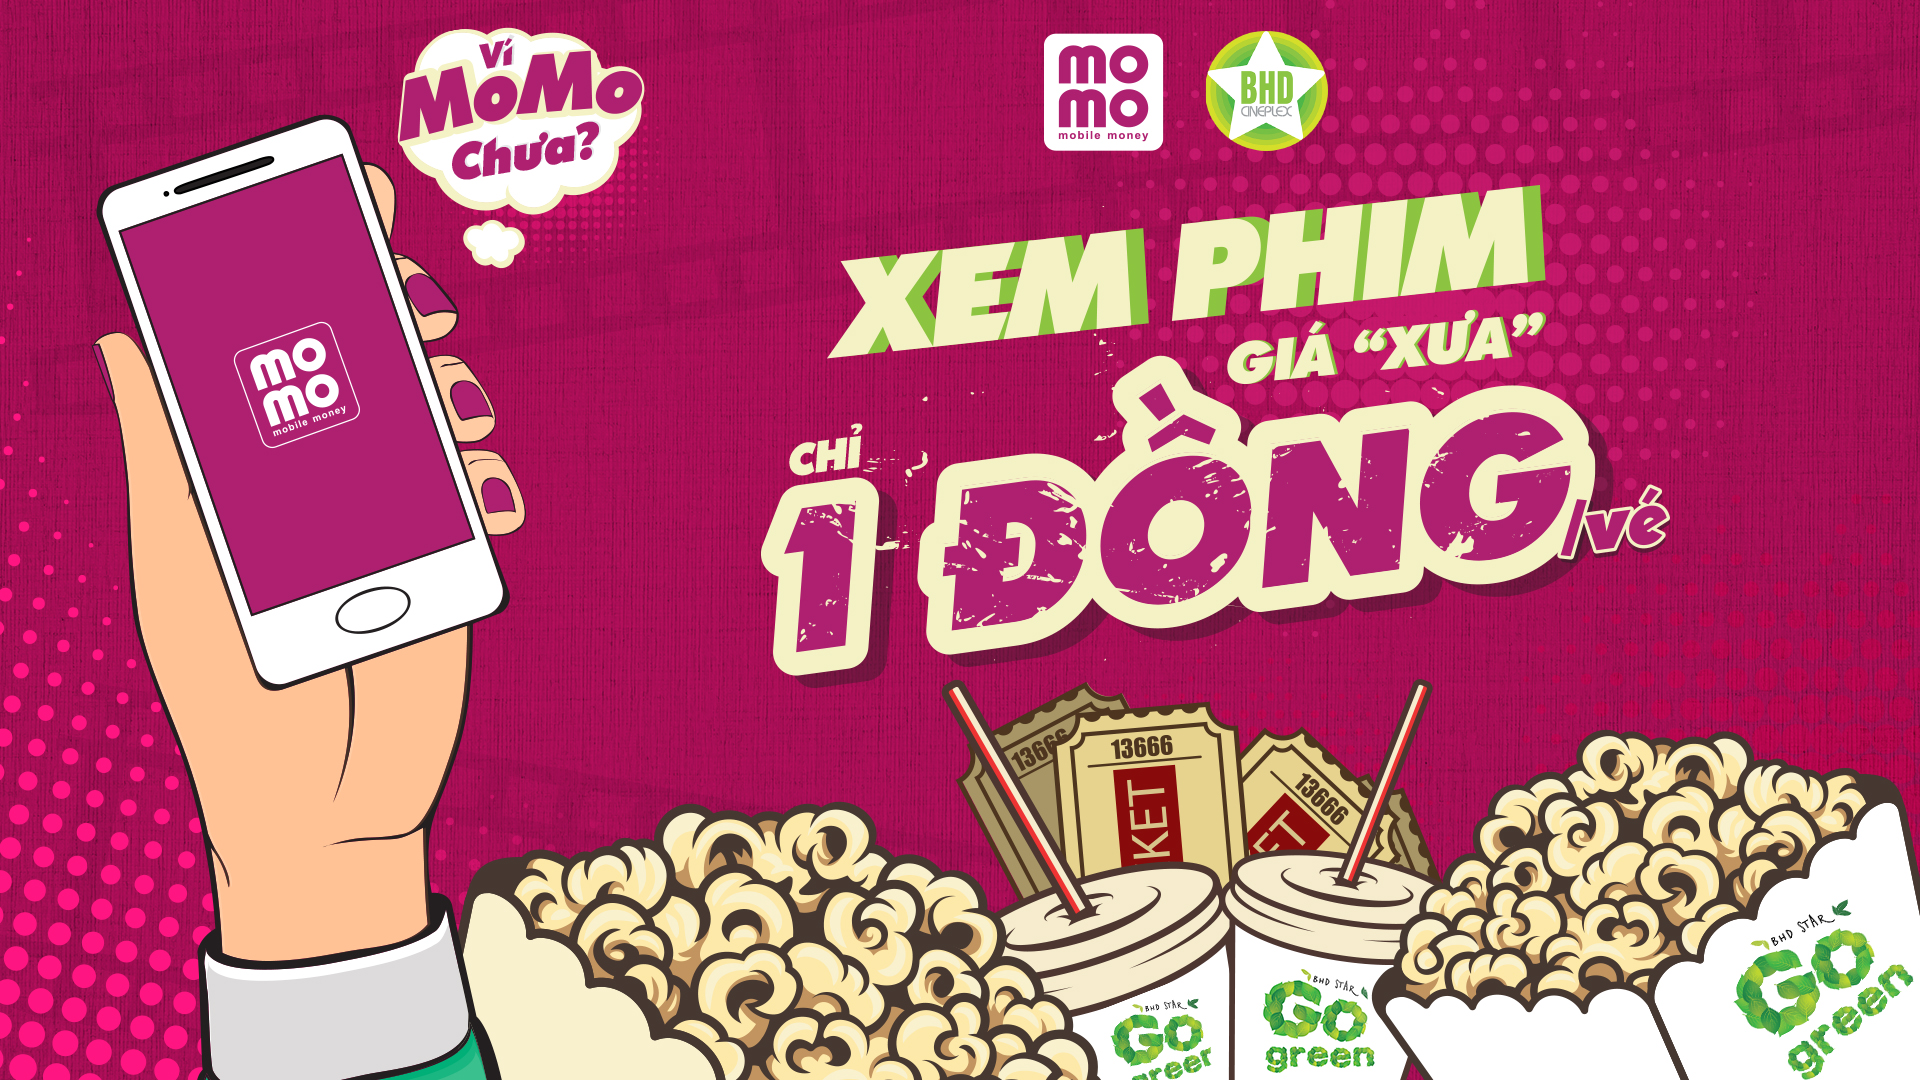 Ví
MoMo
Chưa?
mo
mo
mobile money
BHD
CINEPLEX
XEM PHIM
GIÁ “XƯA”
CHỈ
1 ĐỒNG/vé
mo
mo
mobile money
13666
13666
KET
13666
ET
BHD STAR
Go
green
BHD STAR
Go
green
BHD STAR
Go
green